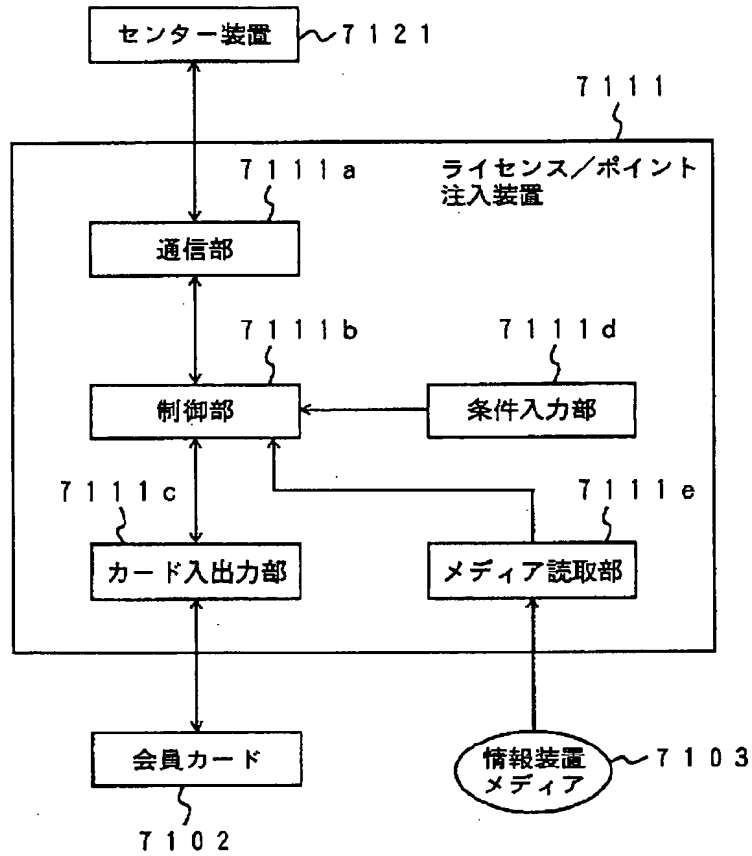 センター装置
7121
7111
ライセンス／ポイント
注入装置
7111a
通信部
7111b
制御部
7111d
条件入力部
7111c
カード入出力部
7111e
メディア読取部
会員カード
7102
情報装置
メディア
7103